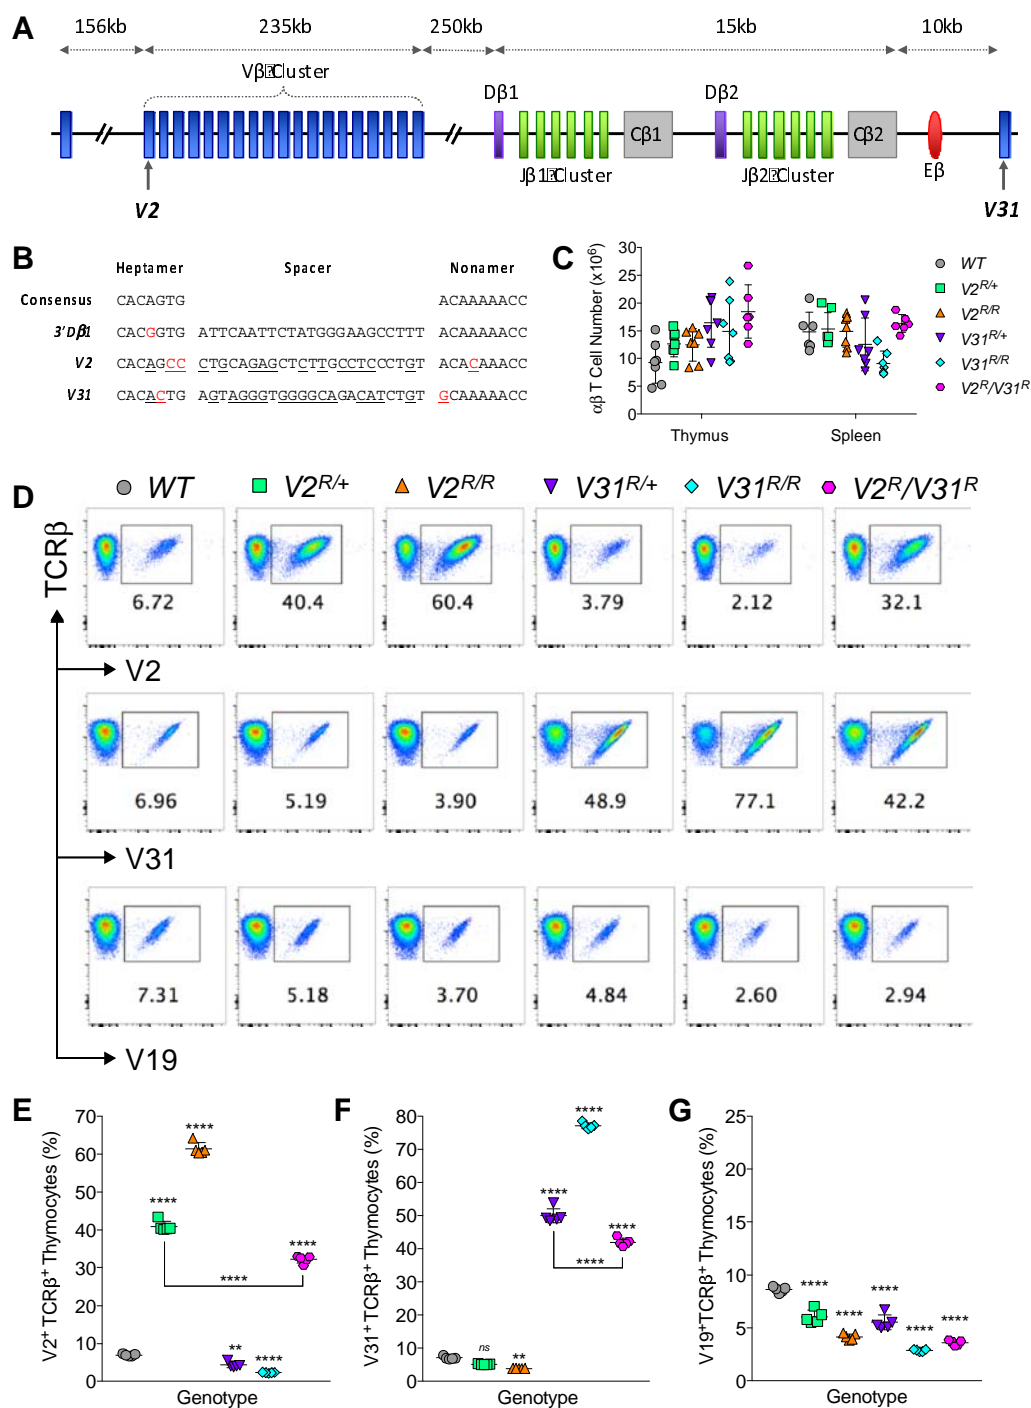 A
156kb 235kb 250kb 15kb 10kb
Vβ Cluster
Dβ1 Dβ2
Cβ1 Cβ2
Jβ1 Cluster Jβ2 Cluster Eβ
V2 V31
B
Heptamer Spacer Nonamer
Consensus CACAGTG ACAAAAACC
3'Dβ1 CACGGTG ATTCAATTCTATGGGAAGCCTTT ACAAAAACC
V2 CACAGCC CTGCAGAGCTCTTGCCTCCCTGT ACACAAACC
V31 CACACTG AGTAGGGTGGGGCAGACATCTGT GCAAAAACC
C
αβ T Cell Number (x10⁶)
30
25
20
15
10
5
0
Thymus Spleen
WT
V2R/+
V2R/R
V31R/+
V31R/R
V2R/V31R
D
WT V2R/+ V2R/R V31R/+ V31R/R V2R/V31R
TCRβ
6.72 40.4 60.4 3.79 2.12 32.1
V2
6.96 5.19 3.90 48.9 77.1 42.2
V31
7.31 5.18 3.70 4.84 2.60 2.94
V19
E
V2⁺ TCRβ⁺ Thymocytes (%)
70
60
50
40
30
20
10
0
**** **** **** **** ** ****
Genotype
F
V31⁺ TCRβ⁺ Thymocytes (%)
80
70
60
50
40
30
20
10
0
ns ** **** **** **** ****
Genotype
G
V19⁺TCRβ⁺ Thymocytes (%)
25
20
15
10
5
0
**** **** **** **** ****
Genotype